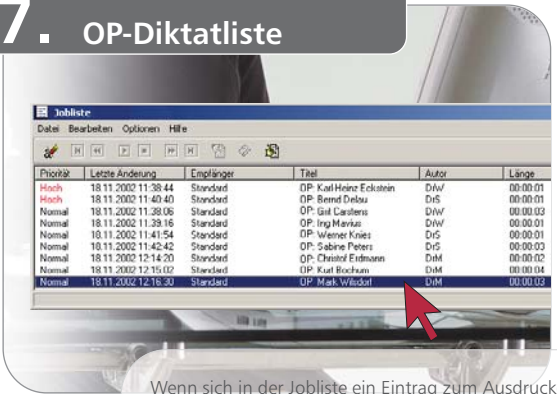 7. OP-Diktatliste
Jobliste
Datei Bearbeiten Optionen Hilfe
Priorität Letzte Änderung Empfänger Titel Autor Länge
Hoch 18.11.2002 11:38:44 Standard OP: Karl-Heinz Eckstein DrW 00:00:01
Hoch 18.11.2002 11:40:40 Standard OP: Bernd Delau DrS 00:00:01
Normal 18.11.2002 11:38:06 Standard OP: Grit Carstens DrW 00:00:03
Normal 18.11.2002 11:39:16 Standard OP: Ing Mavius DrW 00:00:01
Normal 18.11.2002 11:41:54 Standard OP: Werner Knies DrS 00:00:01
Normal 18.11.2002 11:42:42 Standard OP: Sabine Peters DrS 00:00:03
Normal 18.11.2002 12:14:20 Standard OP: Christof Erdmann DrM 00:00:02
Normal 18.11.2002 12:15:02 Standard OP: Kurt Bochum DrM 00:00:04
Normal 18.11.2002 12:16:30 Standard OP: Mark Wilsdorf DrM 00:00:03
Wenn sich in der Jobliste ein Eintrag zum Ausdruck